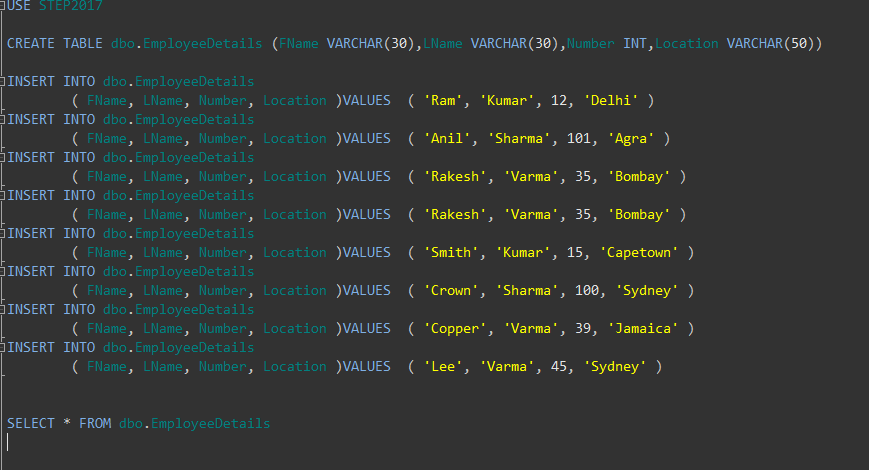 USE STEP2017
CREATE TABLE dbo.EmployeeDetails (FName VARCHAR(30),LName VARCHAR(30),Number INT,Location VARCHAR(50))
INSERT INTO dbo.EmployeeDetails
( FName, LName, Number, Location )VALUES ( 'Ram', 'Kumar', 12, 'Delhi' )
INSERT INTO dbo.EmployeeDetails
( FName, LName, Number, Location )VALUES ( 'Anil', 'Sharma', 101, 'Agra' )
INSERT INTO dbo.EmployeeDetails
( FName, LName, Number, Location )VALUES ( 'Rakesh', 'Varma', 35, 'Bombay' )
INSERT INTO dbo.EmployeeDetails
( FName, LName, Number, Location )VALUES ( 'Rakesh', 'Varma', 35, 'Bombay' )
INSERT INTO dbo.EmployeeDetails
( FName, LName, Number, Location )VALUES ( 'Smith', 'Kumar', 15, 'Capetown' )
INSERT INTO dbo.EmployeeDetails
( FName, LName, Number, Location )VALUES ( 'Crown', 'Sharma', 100, 'Sydney' )
INSERT INTO dbo.EmployeeDetails
( FName, LName, Number, Location )VALUES ( 'Copper', 'Varma', 39, 'Jamaica' )
INSERT INTO dbo.EmployeeDetails
( FName, LName, Number, Location )VALUES ( 'Lee', 'Varma', 45, 'Sydney' )
SELECT * FROM dbo.EmployeeDetails